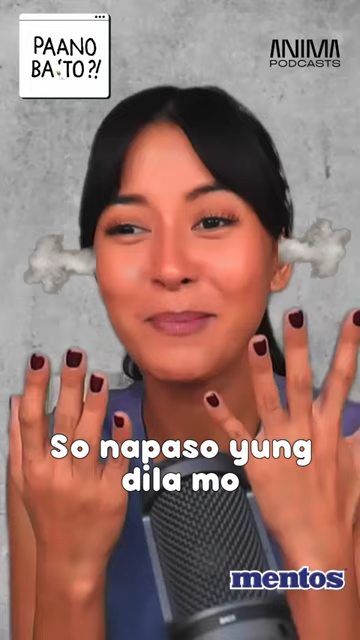 PAANO
BA 'TO?!
ANIMA
PODCASTS
So napaso yung
dila mo
mentos